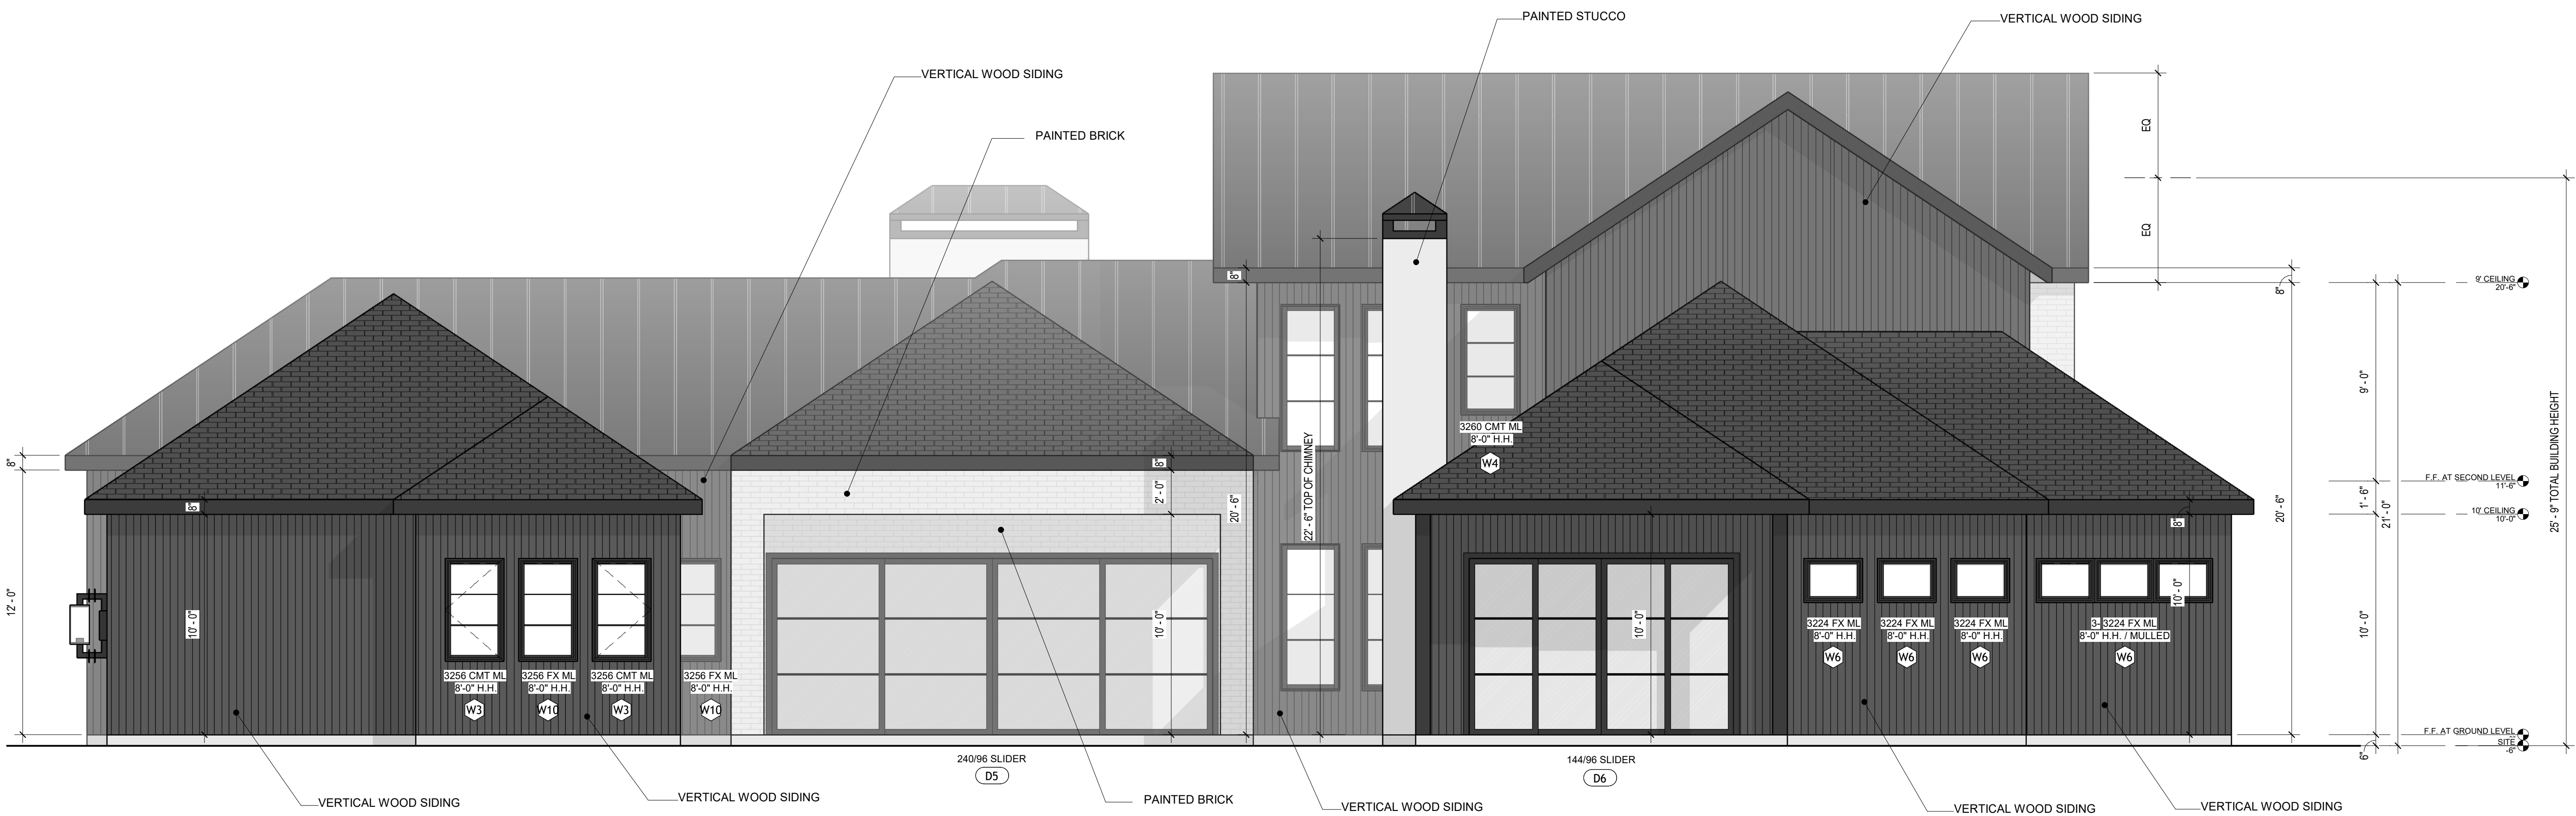 PAINTED STUCCO
VERTICAL WOOD SIDING
VERTICAL WOOD SIDING
PAINTED BRICK
EQ
EQ
8"
8"
9' CEILING
20'-6"
9' - 0"
25' - 9" TOTAL BUILDING HEIGHT
22' - 6" TOP OF CHIMNEY
3260 CMT ML
8'-0" H.H.
W4
8"
8"
2' - 0"
20' - 6"
F.F. AT SECOND LEVEL
11'-6"
1' - 6"
20' - 6"
21' - 0"
10' CEILING
10'-0"
8"
8"
12' - 0"
10' - 0"
10' - 0"
10' - 0"
10' - 0"
10' - 0"
3256 CMT ML
8'-0" H.H.
W3
3256 FX ML
8'-0" H.H.
W10
3256 CMT ML
8'-0" H.H.
W3
3256 FX ML
8'-0" H.H.
W10
3224 FX ML
8'-0" H.H.
W6
3224 FX ML
8'-0" H.H.
W6
3224 FX ML
8'-0" H.H.
W6
3- 3224 FX ML
8'-0" H.H. / MULLED
W6
F.F. AT GROUND LEVEL
SITE
-6"
6"
240/96 SLIDER
D5
144/96 SLIDER
D6
VERTICAL WOOD SIDING
VERTICAL WOOD SIDING
PAINTED BRICK
VERTICAL WOOD SIDING
VERTICAL WOOD SIDING
VERTICAL WOOD SIDING